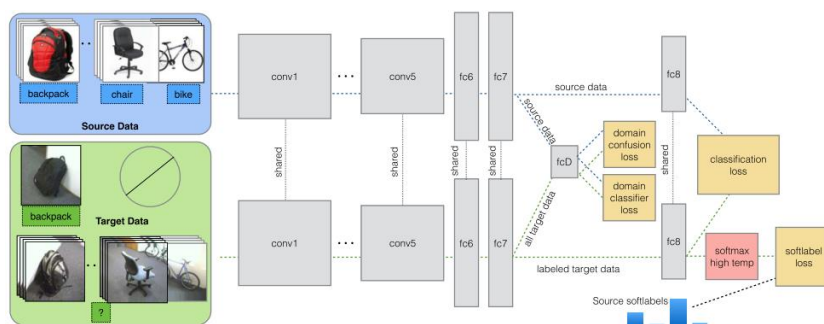 backpack
chair
bike
Source Data
backpack
Target Data
?
conv1
conv5
fc6
fc7
source data
fc8
shared
shared
shared
shared
source data
fcD
all target data
domain
confusion
loss
domain
classifier
loss
shared
classification
loss
conv1
conv5
fc6
fc7
labeled target data
fc8
softmax
high temp
softlabel
loss
Source softlabels